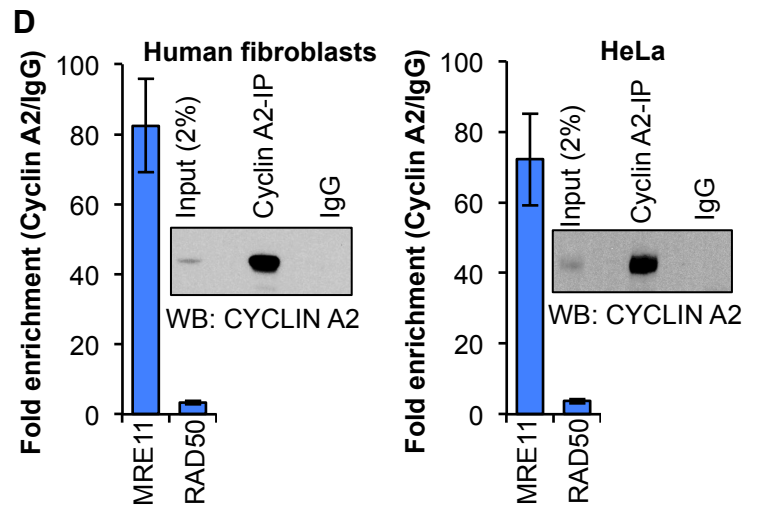 D
Human fibroblasts
Fold enrichment (Cyclin A2/IgG)
100
80
60
40
20
0
Input (2%)
Cyclin A2-IP
IgG
WB: CYCLIN A2
MRE11
RAD50
HeLa
Fold enrichment (Cyclin A2/IgG)
100
80
60
40
20
0
Input (2%)
Cyclin A2-IP
IgG
WB: CYCLIN A2
MRE11
RAD50